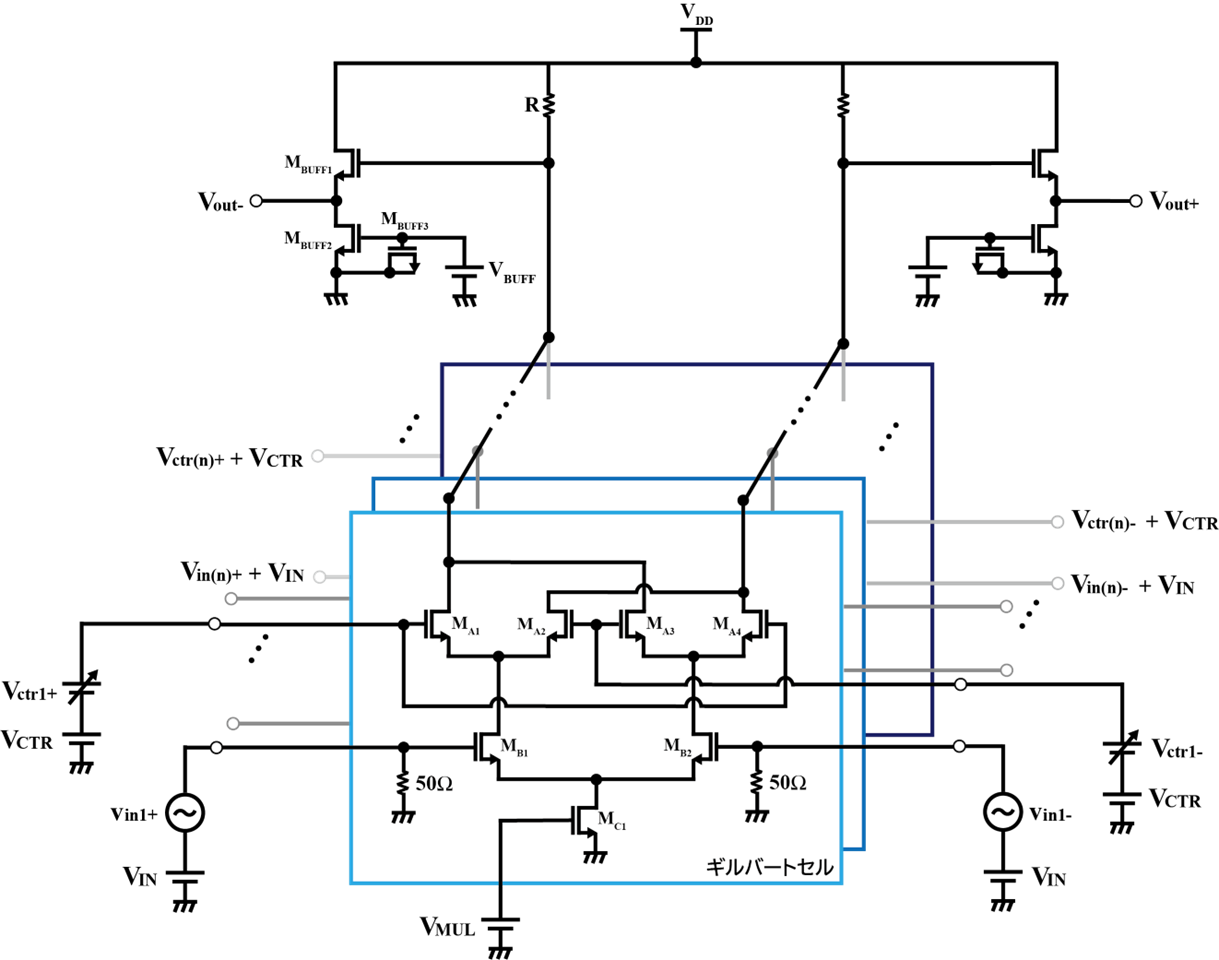 VDD
R
MBUFF1
Vout-
Vout+
MBUFF3
MBUFF2
VBUFF
Vctr(n)+ + VCTR
Vctr(n)- + VCTR
Vin(n)+ + VIN
Vin(n)- + VIN
MA1
MA2
MA3
MA4
Vctr1+
VCTR
MB1
MB2
Vctr1-
50Ω
50Ω
VCTR
vin1+
MC1
vin1-
ギルバートセル
VIN
VIN
VMUL